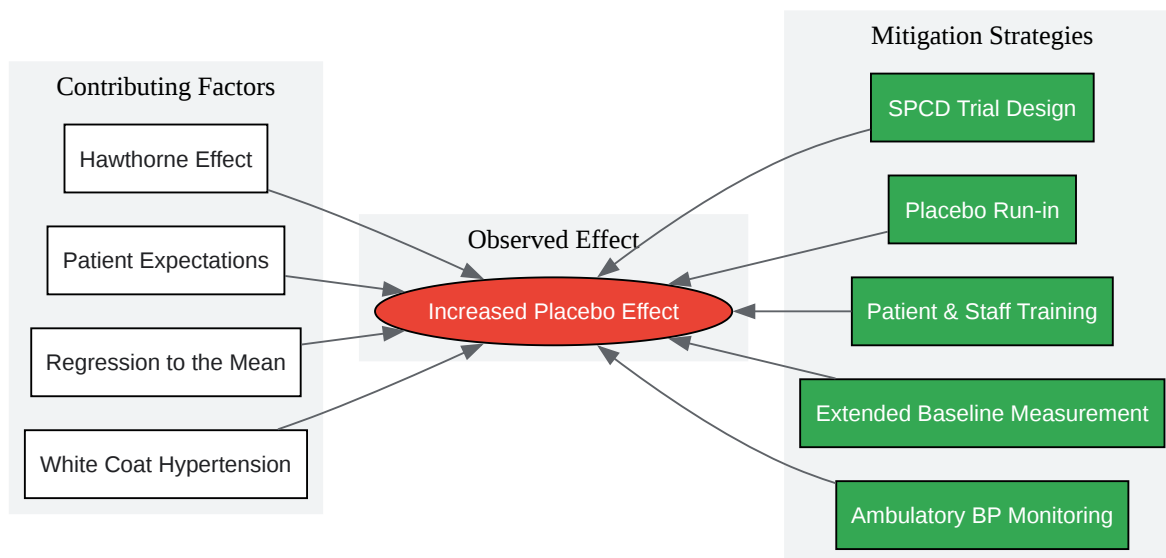 Contributing Factors
Hawthorne Effect
Patient Expectations
Regression to the Mean
White Coat Hypertension
Observed Effect
Increased Placebo Effect
Mitigation Strategies
SPCD Trial Design
Placebo Run-in
Patient & Staff Training
Extended Baseline Measurement
Ambulatory BP Monitoring